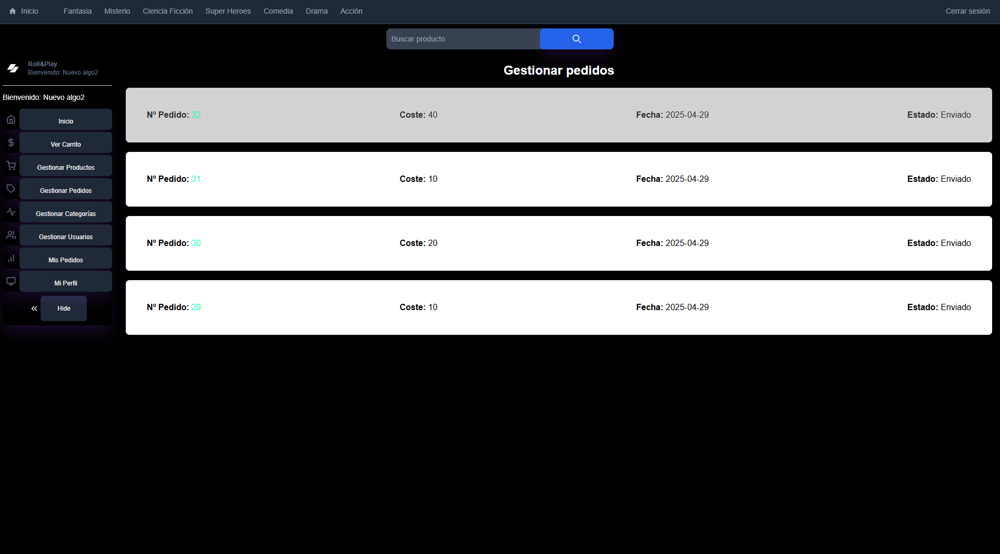 Inicio Fantasia Misterio Ciencia Ficción Super Heroes Comedia Drama Acción Cerrar sesión
Buscar producto
Roll&Play
Bienvenido: Nuevo algo2
Bienvenido: Nuevo algo2
Inicio
Ver Carrito
Gestionar Productos
Gestionar Pedidos
Gestionar Categorías
Gestionar Usuarios
Mis Pedidos
Mi Perfil
Hide
Gestionar pedidos
Nº Pedido: 32 Coste: 40 Fecha: 2025-04-29 Estado: Enviado
Nº Pedido: 31 Coste: 10 Fecha: 2025-04-29 Estado: Enviado
Nº Pedido: 30 Coste: 20 Fecha: 2025-04-29 Estado: Enviado
Nº Pedido: 29 Coste: 10 Fecha: 2025-04-29 Estado: Enviado